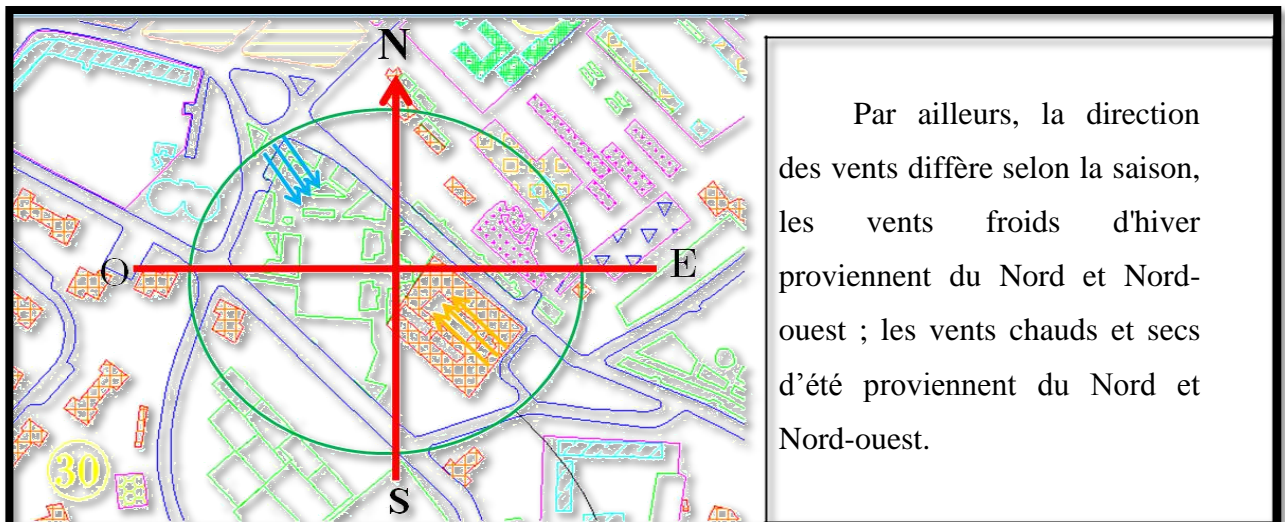 N
O
E
S
30
Par ailleurs, la direction
des vents diffère selon la saison,
les vents froids d'hiver
proviennent du Nord et Nord-
ouest ; les vents chauds et secs
d’été proviennent du Nord et
Nord-ouest.